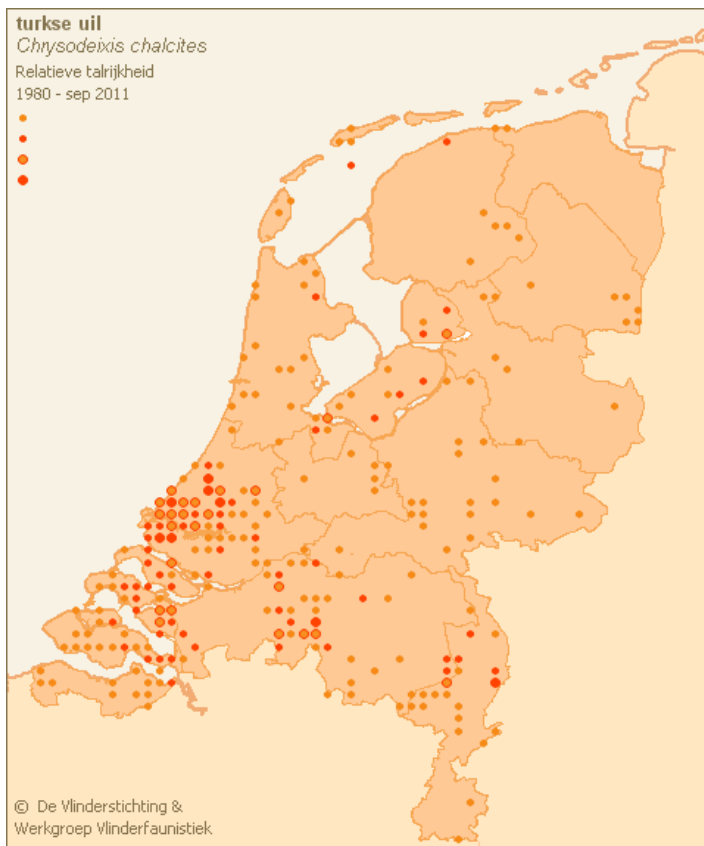 turkse uil
Chrysodeixis chalcites
Relatieve talrijkheid
1980 - sep 2011
© De Vlinderstichting &
Werkgroep Vlinderfaunistiek